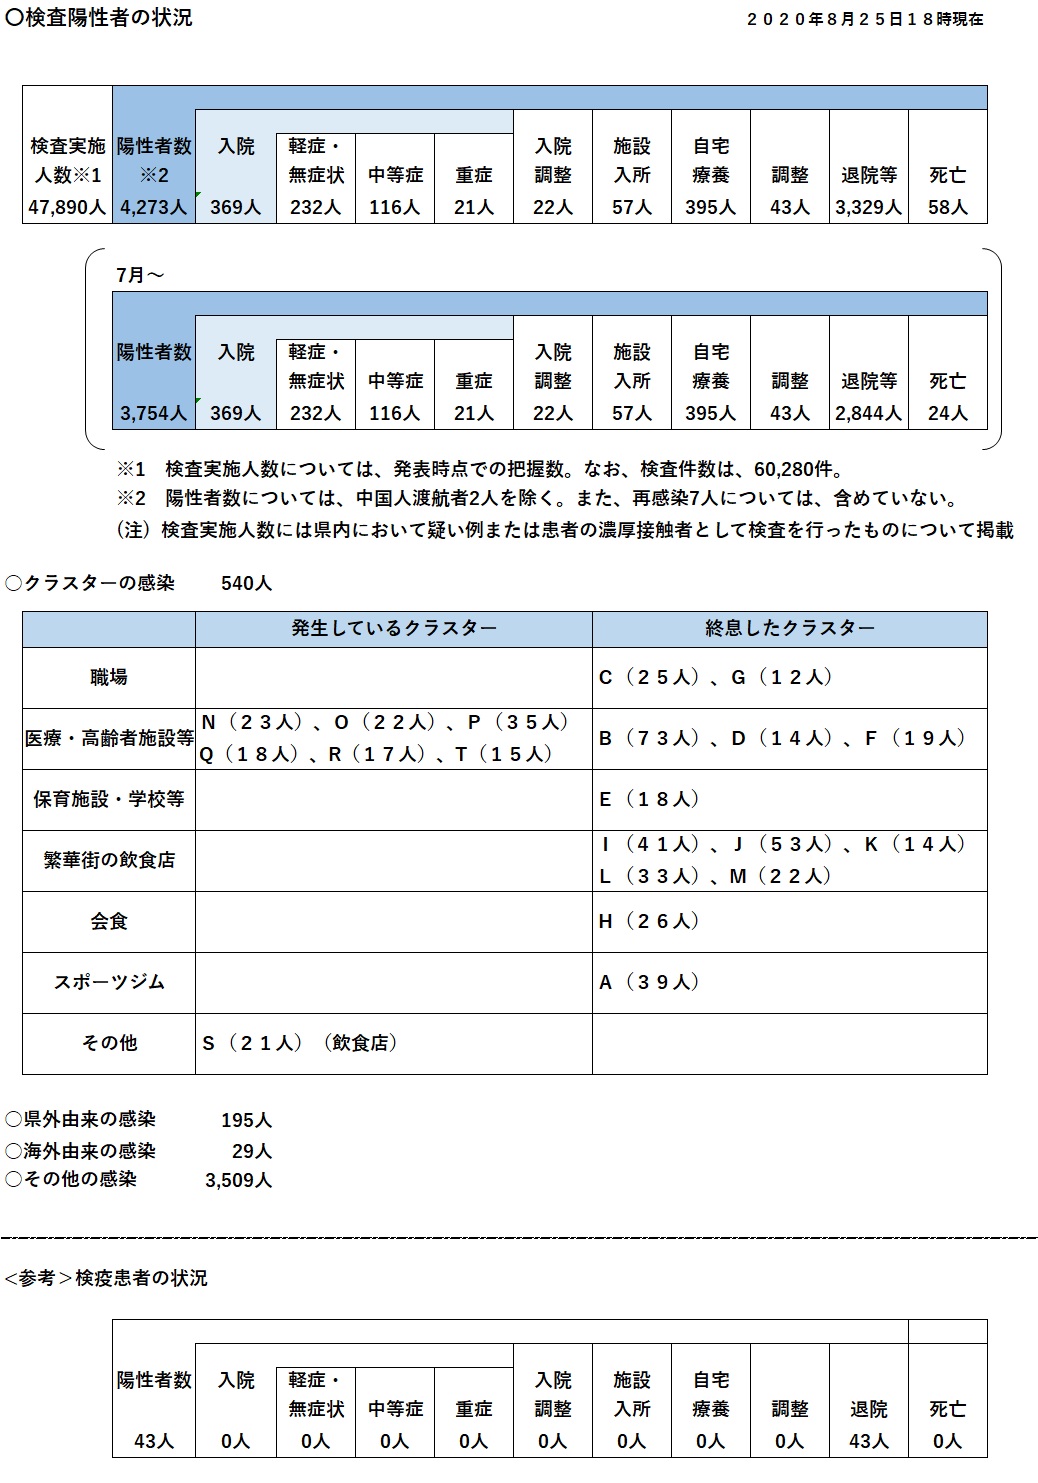 〇検査陽性者の状況
２０２０年８月２５日１８時現在
検査実施 陽性者数 入院 軽症・ 入院 施設 自宅
人数※1 ※2 無症状 中等症 重症 調整 入所 療養 調整 退院等 死亡
47,890人 4,273人 369人 232人 116人 21人 22人 57人 395人 43人 3,329人 58人
7月～
陽性者数 入院 軽症・ 入院 施設 自宅
無症状 中等症 重症 調整 入所 療養 調整 退院等 死亡
3,754人 369人 232人 116人 21人 22人 57人 395人 43人 2,844人 24人
※1　検査実施人数については、発表時点での把握数。なお、検査件数は、60,280件。
※2　陽性者数については、中国人渡航者2人を除く。また、再感染7人については、含めていない。
（注）検査実施人数には県内において疑い例または患者の濃厚接触者として検査を行ったものについて掲載
〇クラスターの感染 540人
発生しているクラスター 終息したクラスター
職場 C（２５人）、G（１２人）
医療・高齢者施設等 N（２３人）、O（２２人）、P（３５人）
Q（１８人）、R（１７人）、T（１５人） B（７３人）、D（１４人）、F（１９人）
保育施設・学校等 E（１８人）
繁華街の飲食店 I（４１人）、J（５３人）、K（１４人）
L（３３人）、M（２２人）
会食 H（２６人）
スポーツジム A（３９人）
その他 S（２１人）（飲食店）
〇県外由来の感染 195人
〇海外由来の感染 29人
〇その他の感染 3,509人
＜参考＞検疫患者の状況
陽性者数 入院 軽症・ 入院 施設 自宅
無症状 中等症 重症 調整 入所 療養 調整 退院 死亡
43人 0人 0人 0人 0人 0人 0人 0人 0人 43人 0人